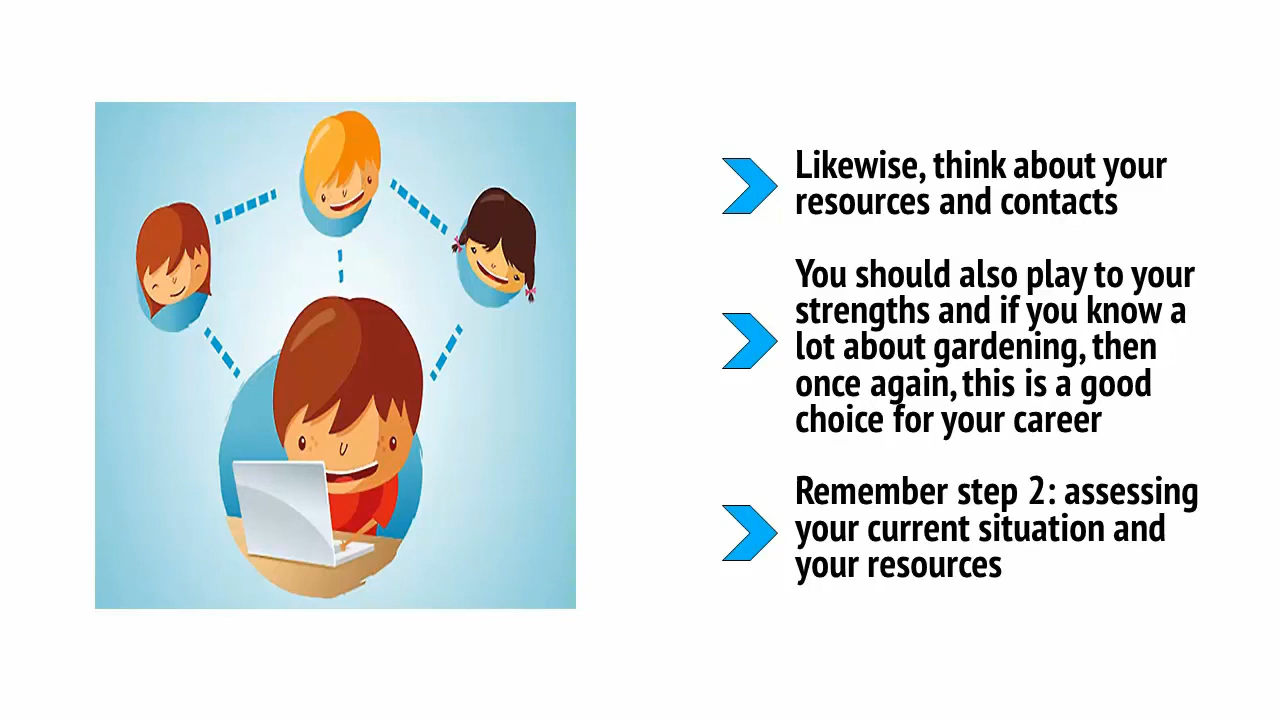 Likewise, think about your
resources and contacts
You should also play to your
strengths and if you know a
lot about gardening, then
once again, this is a good
choice for your career
Remember step 2: assessing
your current situation and
your resources